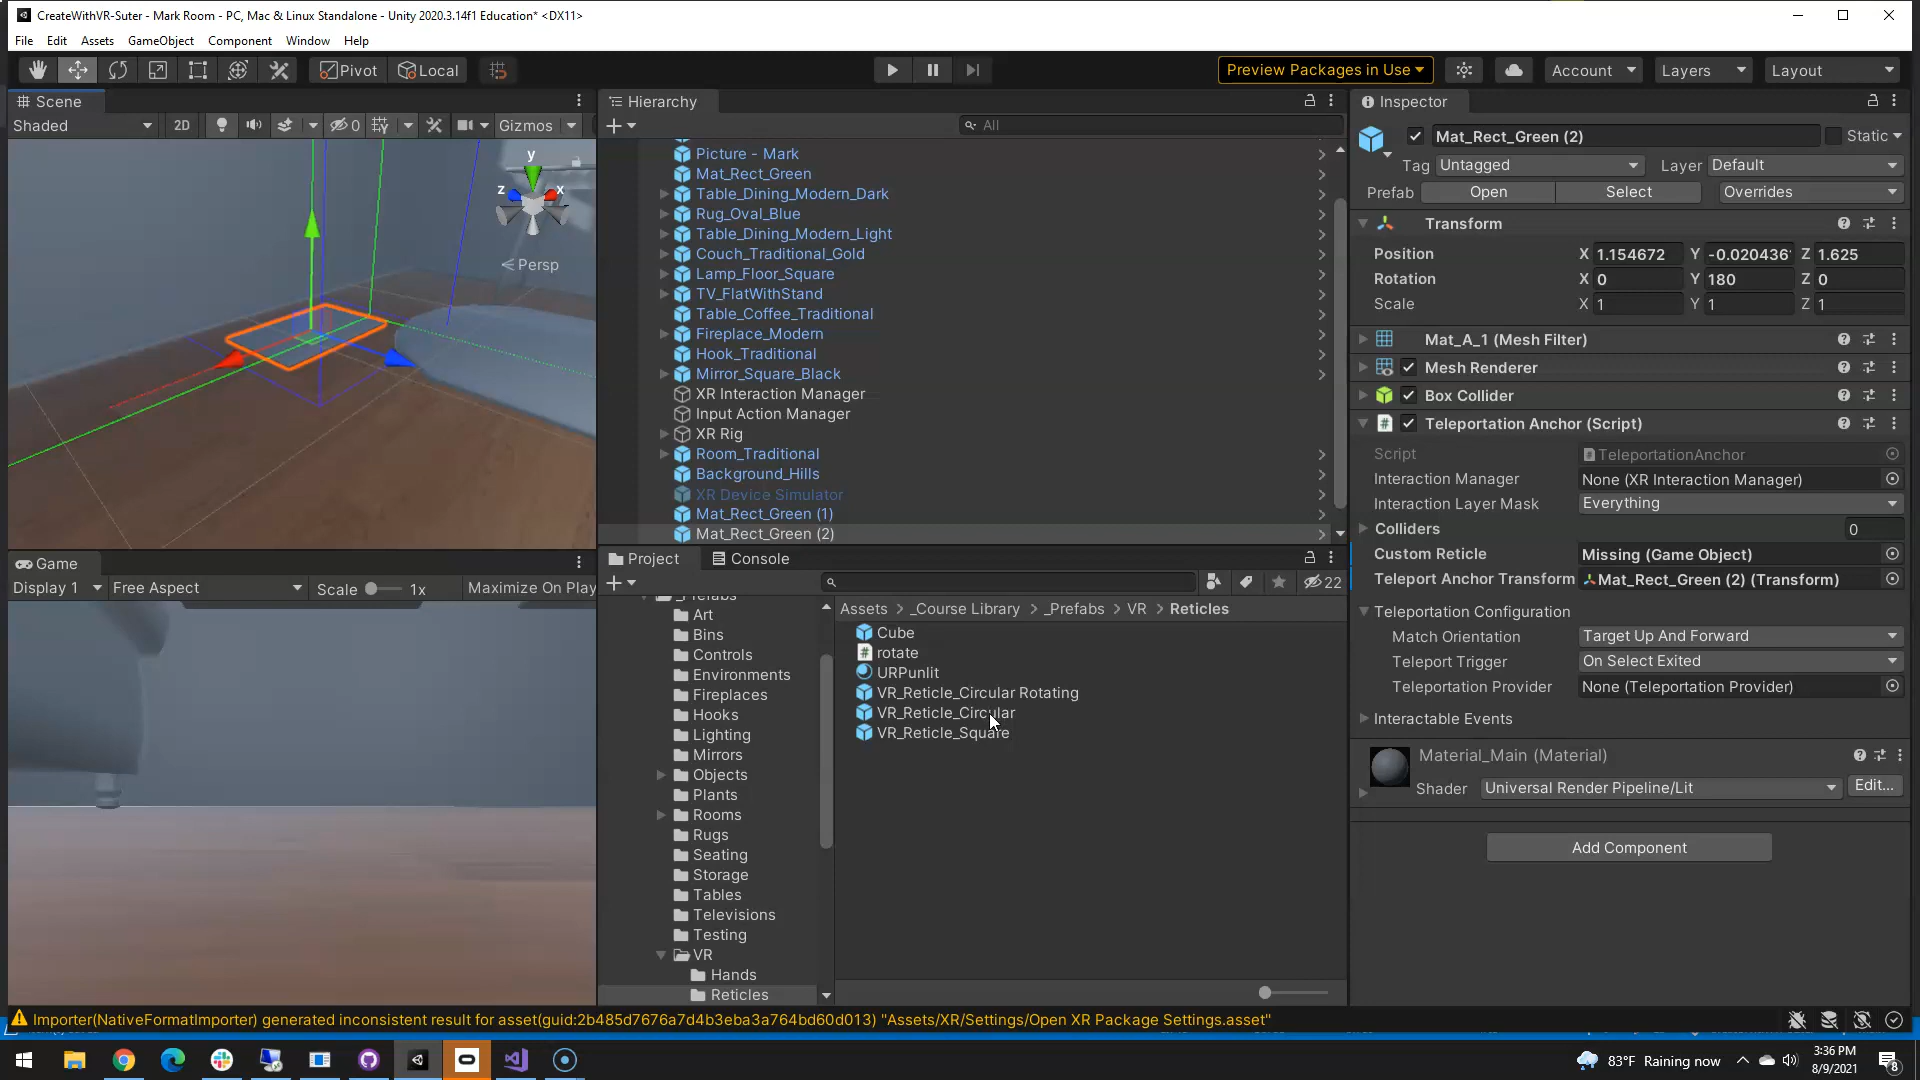 CreateWithVR-Suter - Mark Room - PC, Mac & Linux Standalone - Unity 2020.3.14f1 Education* <DX11>
File Edit Assets GameObject Component Window Help
Pivot Local Preview Packages in Use Account Layers Layout
Scene
Shaded 2D 0 Gizmos
y
z x
Persp
Game
Display 1 Free Aspect Scale 1x Maximize On Play
Hierarchy
All
Picture - Mark
Mat_Rect_Green
Table_Dining_Modern_Dark
Rug_Oval_Blue
Table_Dining_Modern_Light
Couch_Traditional_Gold
Lamp_Floor_Square
TV_FlatWithStand
Table_Coffee_Traditional
Fireplace_Modern
Hook_Traditional
Mirror_Square_Black
XR Interaction Manager
Input Action Manager
XR Rig
Room_Traditional
Background_Hills
XR Device Simulator
Mat_Rect_Green (1)
Mat_Rect_Green (2)
Project Console
22
_Prefabs
Art
Bins
Controls
Environments
Fireplaces
Hooks
Lighting
Mirrors
Objects
Plants
Rooms
Rugs
Seating
Storage
Tables
Televisions
Testing
VR
Hands
Reticles
Assets > _Course Library > _Prefabs > VR > Reticles
Cube
rotate
URPunlit
VR_Reticle_Circular Rotating
VR_Reticle_Circular
VR_Reticle_Square
Inspector
Mat_Rect_Green (2) Static
Tag Untagged Layer Default
Prefab Open Select Overrides
Transform
Position X 1.154672 Y -0.020436 Z 1.625
Rotation X 0 Y 180 Z 0
Scale X 1 Y 1 Z 1
Mat_A_1 (Mesh Filter)
Mesh Renderer
Box Collider
Teleportation Anchor (Script)
Script TeleportationAnchor
Interaction Manager None (XR Interaction Manager)
Interaction Layer Mask Everything
Colliders 0
Custom Reticle Missing (Game Object)
Teleport Anchor Transform Mat_Rect_Green (2) (Transform)
Teleportation Configuration
Match Orientation Target Up And Forward
Teleport Trigger On Select Exited
Teleportation Provider None (Teleportation Provider)
Interactable Events
Material_Main (Material)
Shader Universal Render Pipeline/Lit Edit...
Add Component
Importer(NativeFormatImporter) generated inconsistent result for asset(guid:2b485d7676a7d4b3eba3a764bd60d013) "Assets/XR/Settings/Open XR Package Settings.asset"
83°F Raining now
3:36 PM
8/9/2021
8